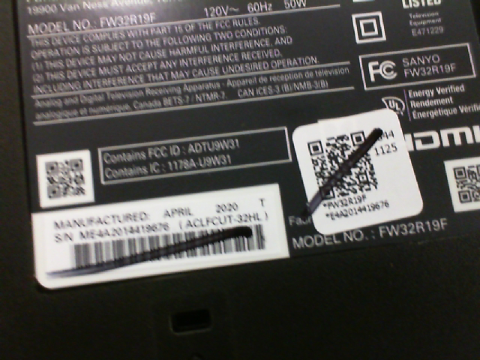 19900 Van Ness Avenue,
MODEL NO. : FW32R19F
120V~ 60Hz 50W
THIS DEVICE COMPLIES WITH PART 15 OF THE FCC RULES.
OPERATION IS SUBJECT TO THE FOLLOWING TWO CONDITIONS:
(1) THIS DEVICE MAY NOT CAUSE HARMFUL INTERFERENCE, AND
(2) THIS DEVICE MUST ACCEPT ANY INTERFERENCE RECEIVED,
INCLUDING INTERFERENCE THAT MAY CAUSE UNDESIRED OPERATION.
Analog and Digital Television Receiving Apparatus - Appareil de réception de télévision
analogique et numérique, Canada BETS-7 / NTMR-7. CAN ICES-3 (B)/NMB-3(B)
LISTED
Television
Equipment
E471229
FC SANYO
FW32R19F
UL Energy Verified
Rendement
Énergétique Vérifié
HDMI
Contains FCC ID : ADTU9W31
Contains IC : 1178A-U9W31
1125
*FW32R19F
*E4A2014419676
MODEL NO. : FW32R19F
MANUFACTURED: APRIL 2020 T
S/N ME4A2014419676 ( ACLFCUT-32HL )